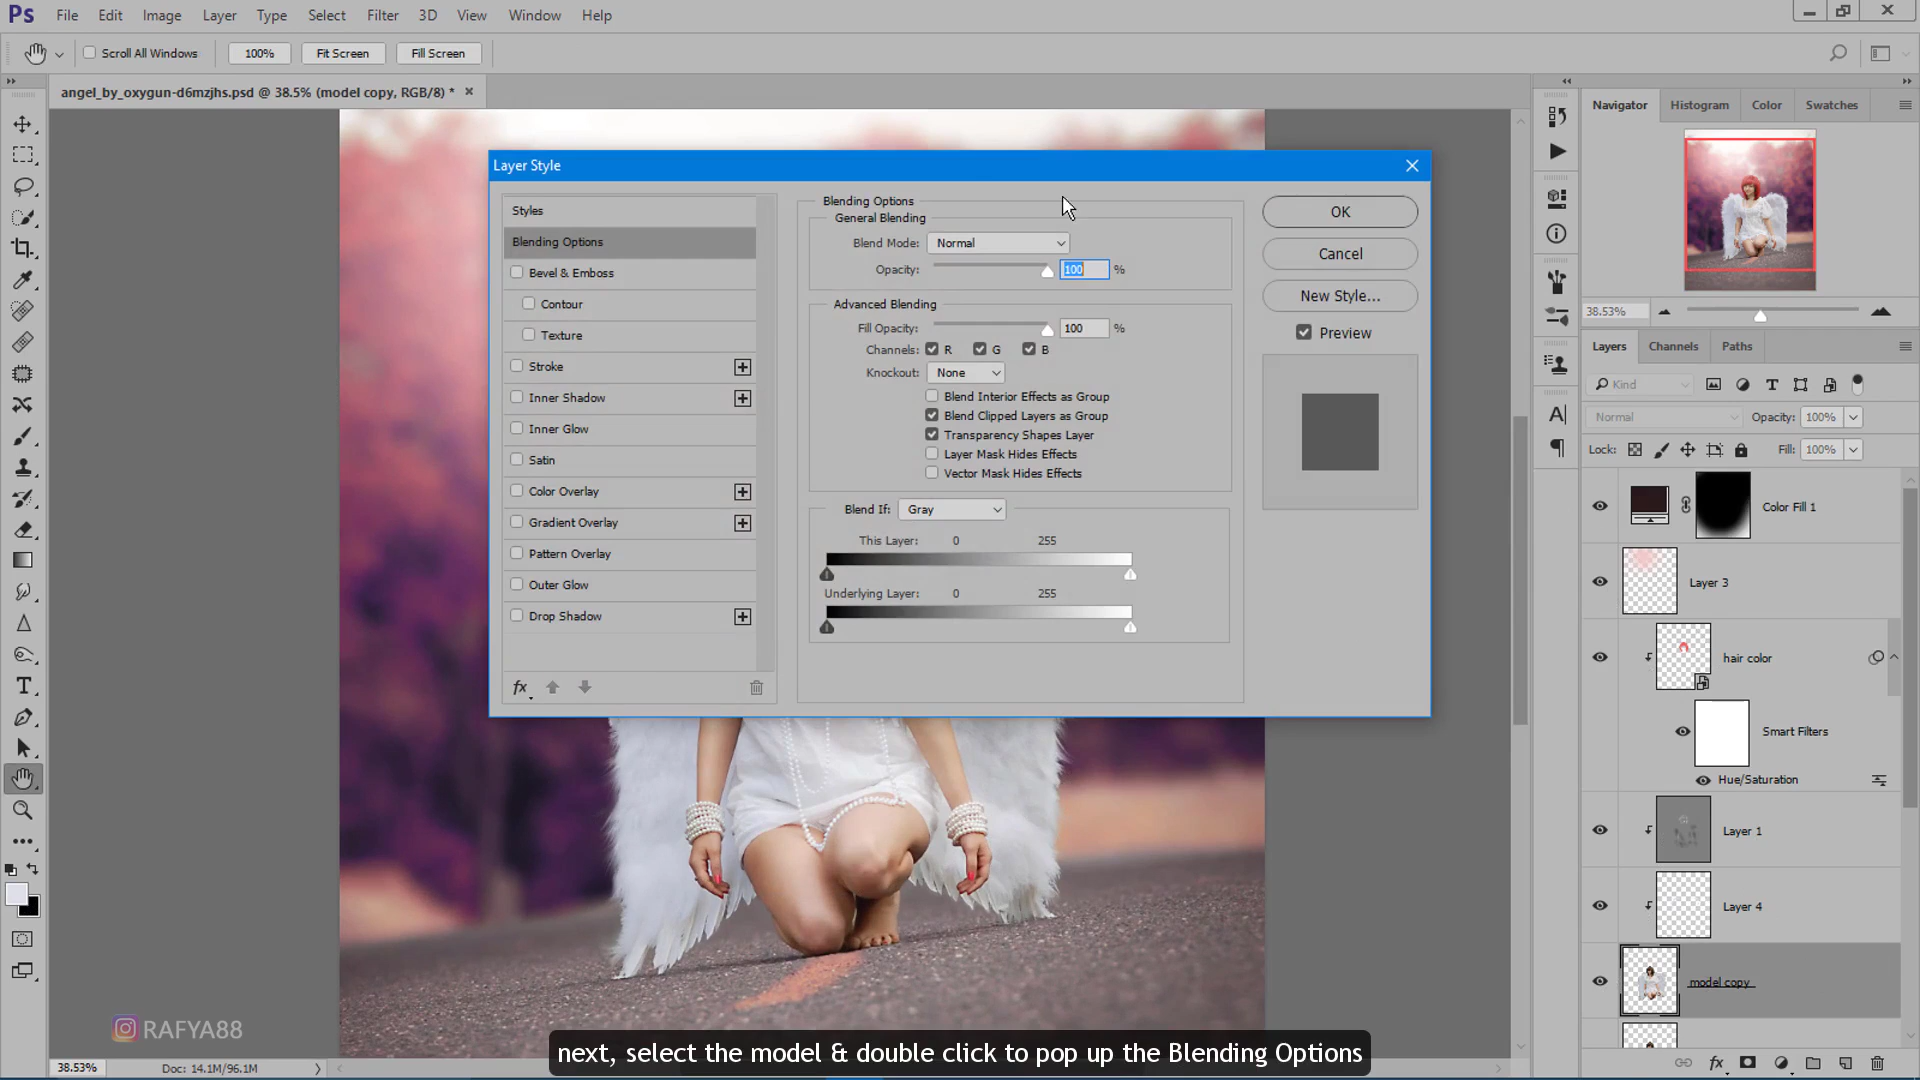 Ps File Edit Image Layer Type Select Filter 3D View Window Help
Scroll All Windows 100% Fit Screen Fill Screen
angel_by_oxygun-d6mzjhs.psd @ 38.5% (model copy, RGB/8) *
Navigator Histogram Color Swatches
38.53%
Layer Style
Styles
Blending Options
Bevel & Emboss
Contour
Texture
Stroke
Inner Shadow
Inner Glow
Satin
Color Overlay
Gradient Overlay
Pattern Overlay
Outer Glow
Drop Shadow
fx
Blending Options
General Blending
Blend Mode: Normal
Opacity: 100 %
Advanced Blending
Fill Opacity: 100 %
Channels: R G B
Knockout: None
Blend Interior Effects as Group
Blend Clipped Layers as Group
Transparency Shapes Layer
Layer Mask Hides Effects
Vector Mask Hides Effects
Blend If: Gray
This Layer: 0 255
Underlying Layer: 0 255
OK
Cancel
New Style...
Preview
Layers Channels Paths
Kind
Normal Opacity: 100%
Lock: Fill: 100%
Color Fill 1
Layer 3
hair color
Smart Filters
Hue/Saturation
Layer 1
Layer 4
model copy
fx
RAFYA88
next, select the model & double click to pop up the Blending Options
38.53% Doc: 14.1M/96.1M